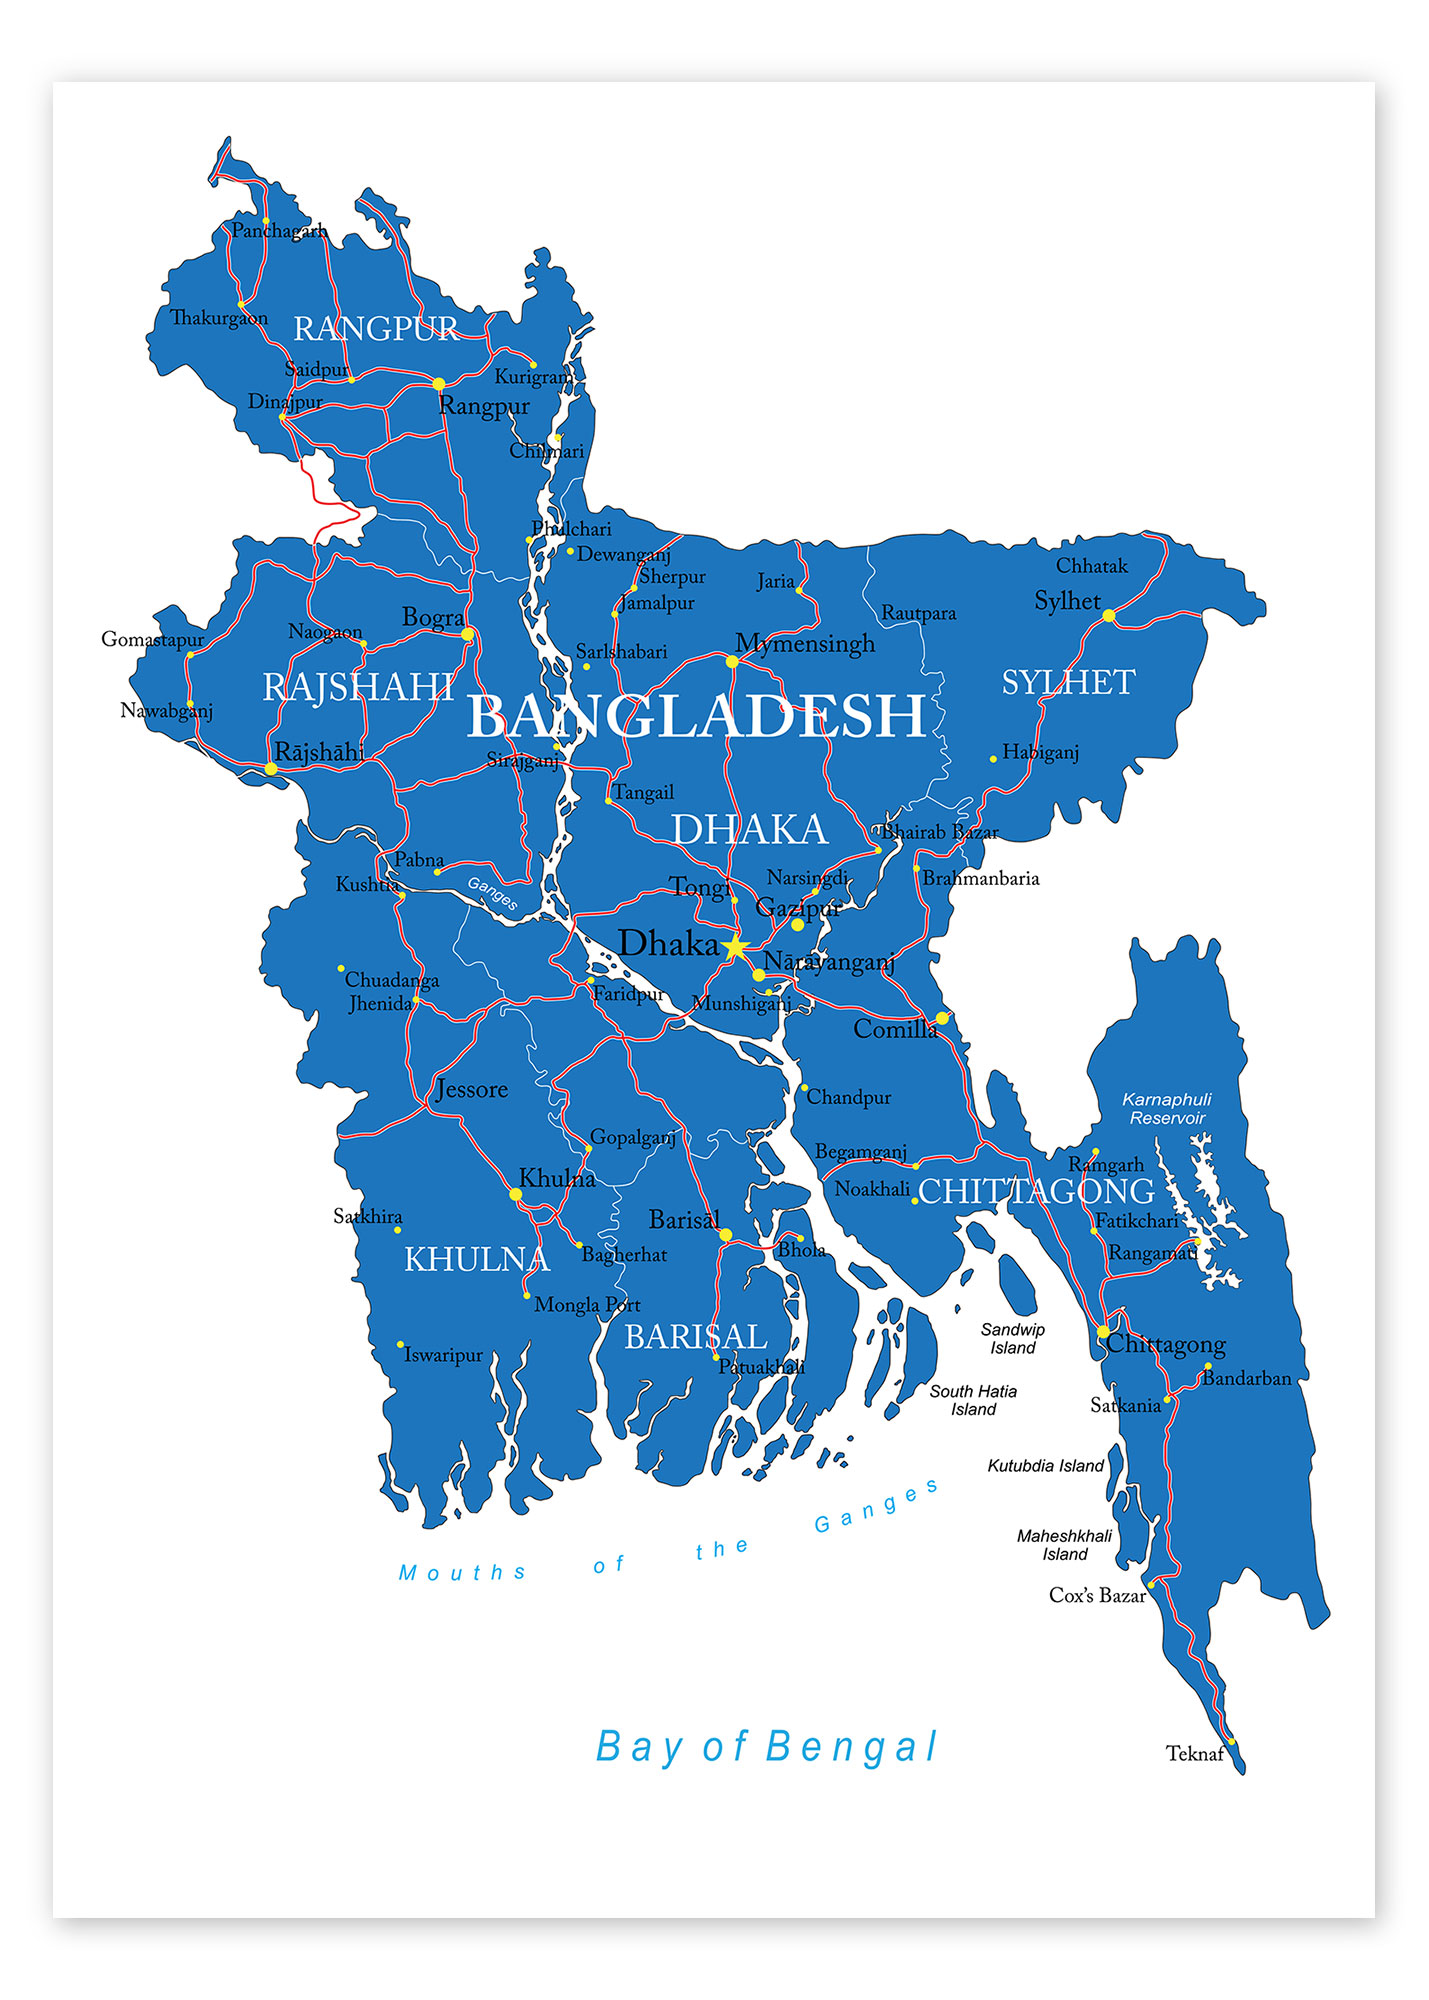 Panchagarh
Thakurgaon
RANGPUR
Saidpur
Kurigram
Dinajpur
Rangpur
Chilmari
Phulchari
Dewanganj
Chhatak
Sherpur
Jaria
Jamalpur
Sylhet
Rautpara
Bogra
Naogaon
Gomastapur
Mymensingh
Sarlshabari
RAJSHAHI
SYLHET
Nawabganj
BANGLADESH
Rājshāhi
Habiganj
Sirajganj
Tangail
DHAKA
Bhairab Bazar
Pabna
Kushtia
Ganges
Tongi
Narsingdi
Brahmanbaria
Gazipur
Dhaka
Nārāyanganj
Chuadanga
Jhenida
Faridpur
Munshiganj
Comilla
Jessore
Chandpur
Karnaphuli
Reservoir
Gopalganj
Begamganj
Ramgarh
Khulna
Noakhali
CHITTAGONG
Satkhira
Barisāl
Fatikchari
Bhola
Rangamati
KHULNA
Bagherhat
Mongla Port
Sandwip
Island
BARISAL
Chittagong
Iswaripur
Patuakhali
Bandarban
South Hatia
Island
Satkania
Kutubdia Island
Mouths of the Ganges
Maheshkhali
Island
Cox's Bazar
Bay of Bengal
Teknaf